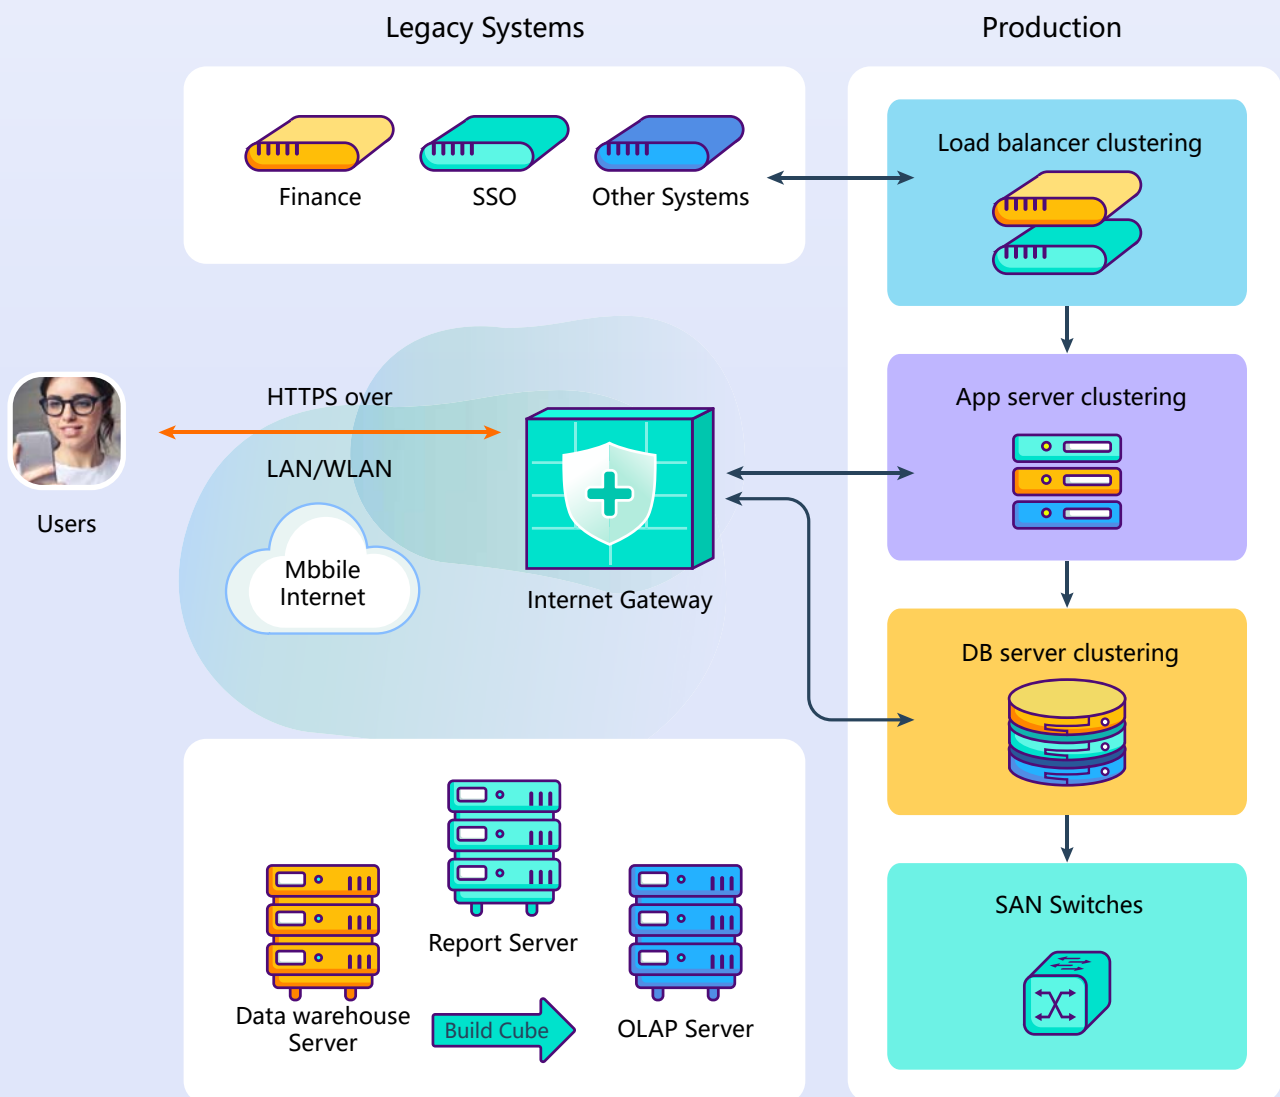 Legacy Systems
Production
Finance
SSO
Other Systems
Load balancer clustering
HTTPS over
LAN/WLAN
Users
Mbbile
Internet
Internet Gateway
App server clustering
DB server clustering
SAN Switches
Report Server
Data warehouse
Server
Build Cube
OLAP Server